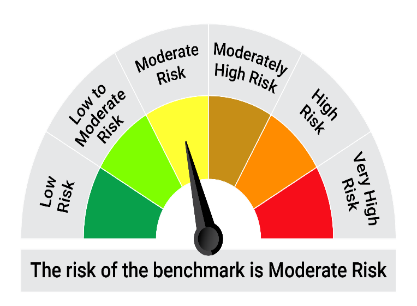 Low
Risk
Low to
Moderate
Risk
Moderate
Risk
Moderately
High Risk
High
Risk
Very High
Risk
The risk of the benchmark is Moderate Risk